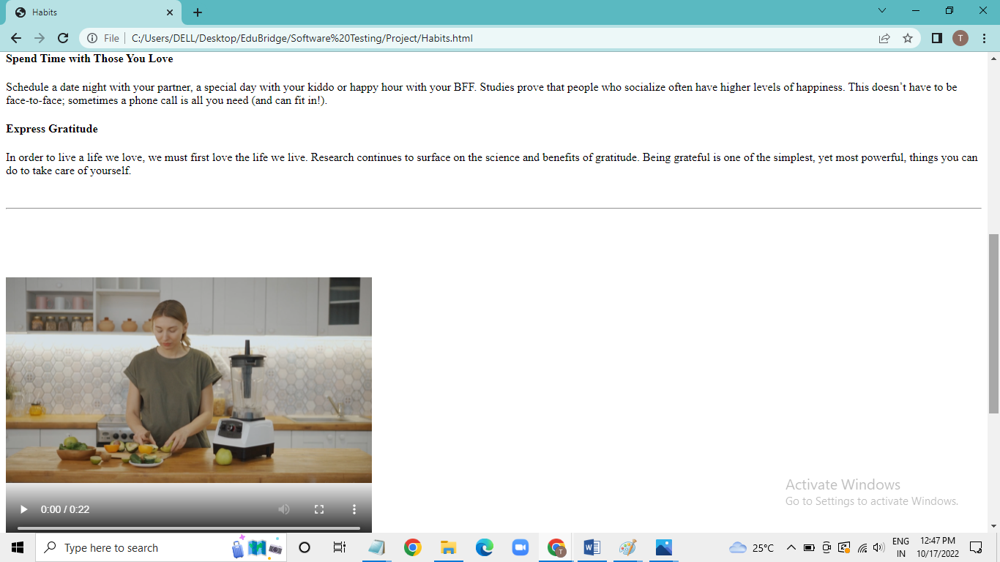 Habits
File
C:/Users/DELL/Desktop/EduBridge/Software%20Testing/Project/Habits.html
T
Spend Time with Those You Love
Schedule a date night with your partner, a special day with your kiddo or happy hour with your BFF. Studies prove that people who socialize often have higher levels of happiness. This doesn’t have to be
face-to-face; sometimes a phone call is all you need (and can fit in!).
Express Gratitude
In order to live a life we love, we must first love the life we live. Research continues to surface on the science and benefits of gratitude. Being grateful is one of the simplest, yet most powerful, things you can
do to take care of yourself.
0:00 / 0:22
Activate Windows
Go to Settings to activate Windows.
Type here to search
T
W
25°C
ENG
IN
12:47 PM
10/17/2022